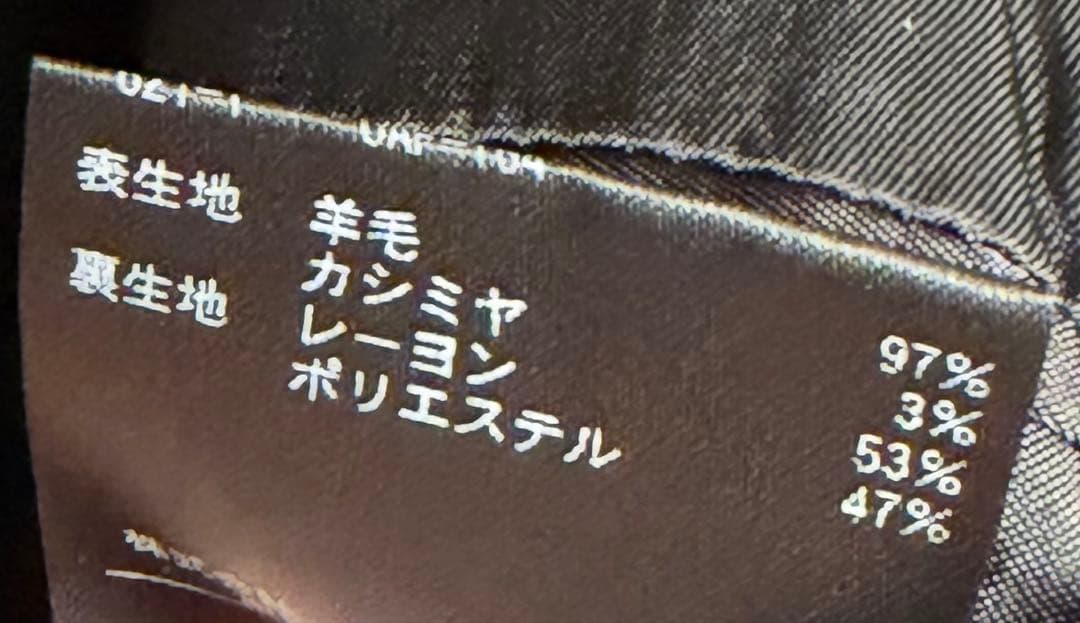 表生地 羊毛 97%
カシミヤ 3%
裏生地 レーヨン 53%
ポリエステル 47%